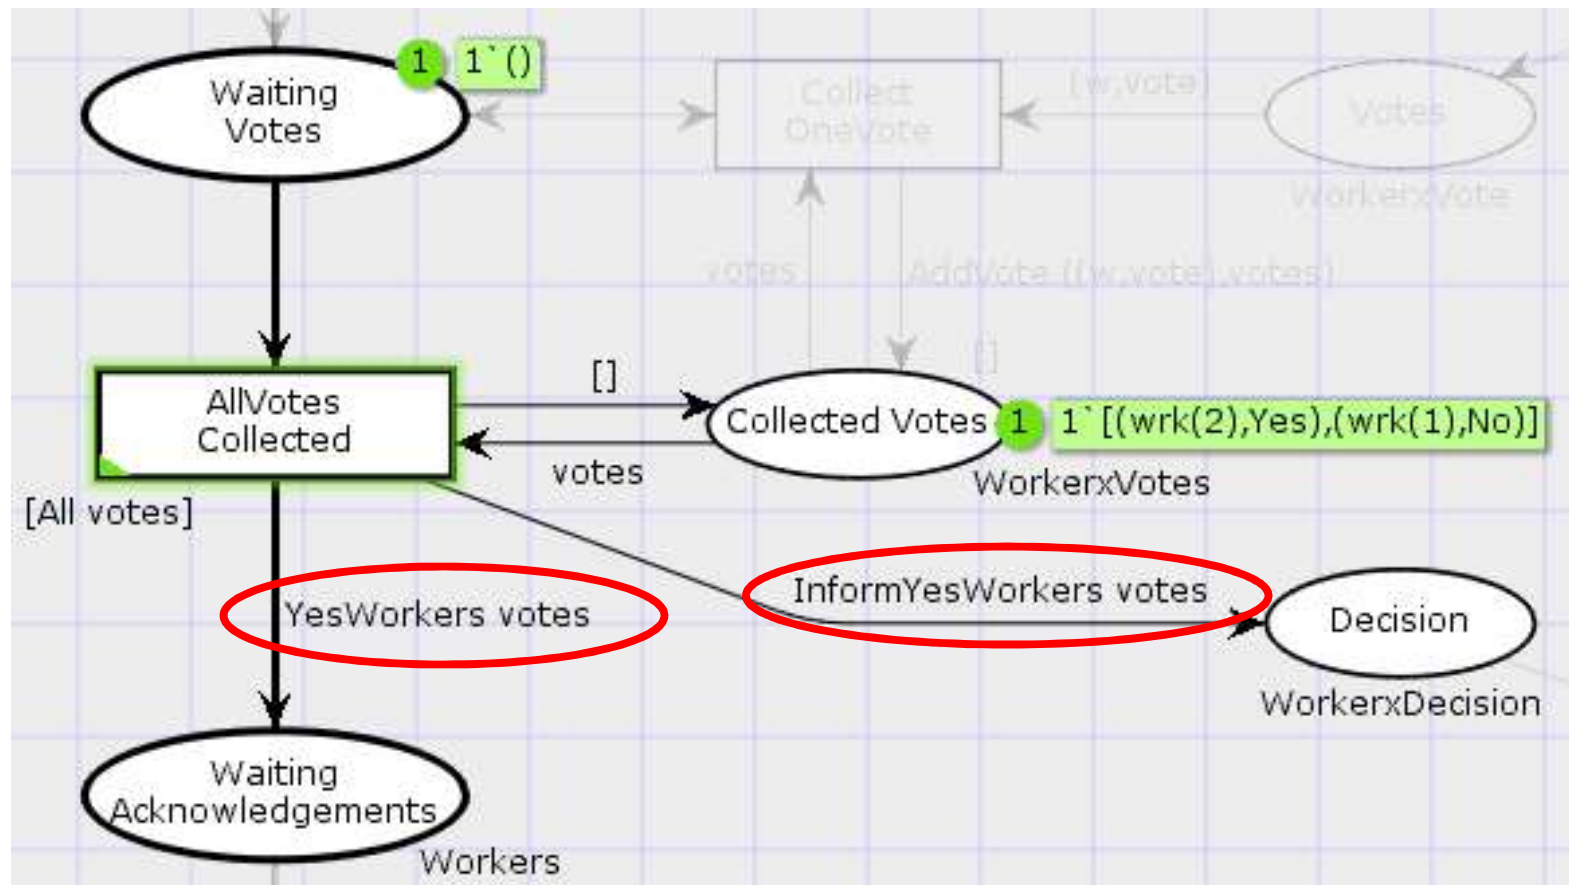 Waiting
Votes
1
1`()
Collect
OneVote
(w,vote)
Votes
WorkerxVote
votes
AddVote ((w,vote),votes)
[]
AllVotes
Collected
[]
votes
Collected Votes
1
1`[(wrk(2),Yes),(wrk(1),No)]
WorkerxVotes
[All votes]
YesWorkers votes
InformYesWorkers votes
Decision
WorkerxDecision
Waiting
Acknowledgements
Workers